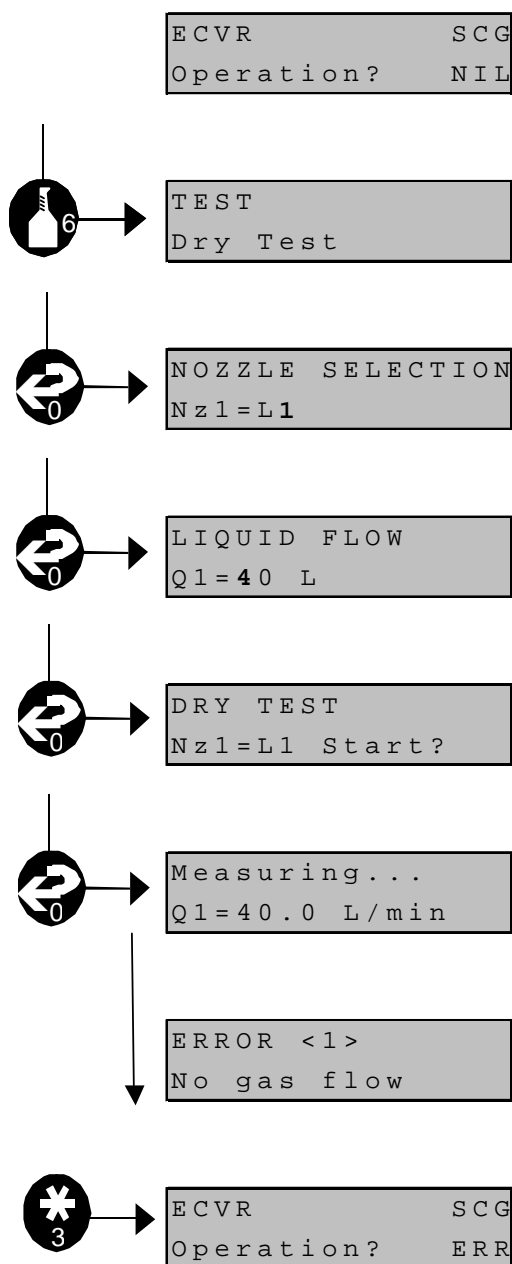 ECVR SCG
Operation? NIL
6
TEST
Dry Test
0
NOZZLE SELECTION
Nz1=L1
0
LIQUID FLOW
Q1=40 L
0
DRY TEST
Nz1=L1 Start?
0
Measuring...
Q1=40.0 L/min
ERROR <1>
No gas flow
* 3
ECVR SCG
Operation? ERR